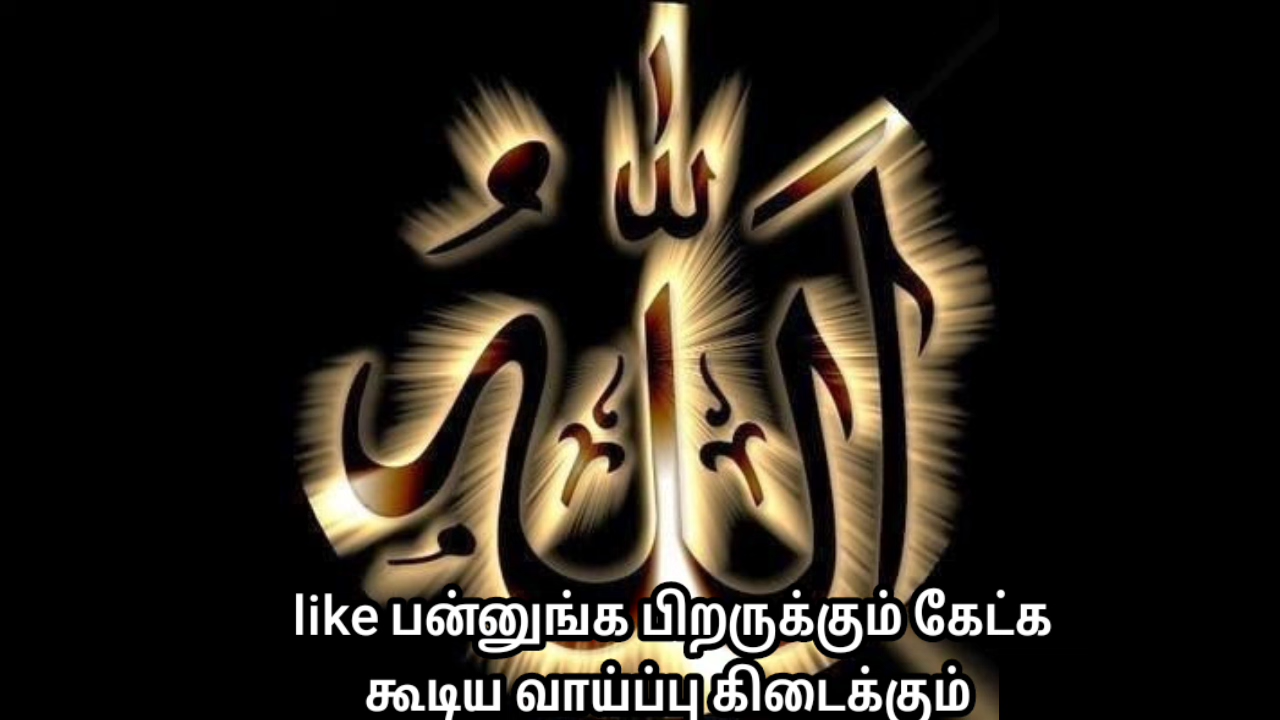 الله
like பன்னுங்க பிறருக்கும் கேட்க
கூடிய வாய்ப்பு கிடைக்கும்